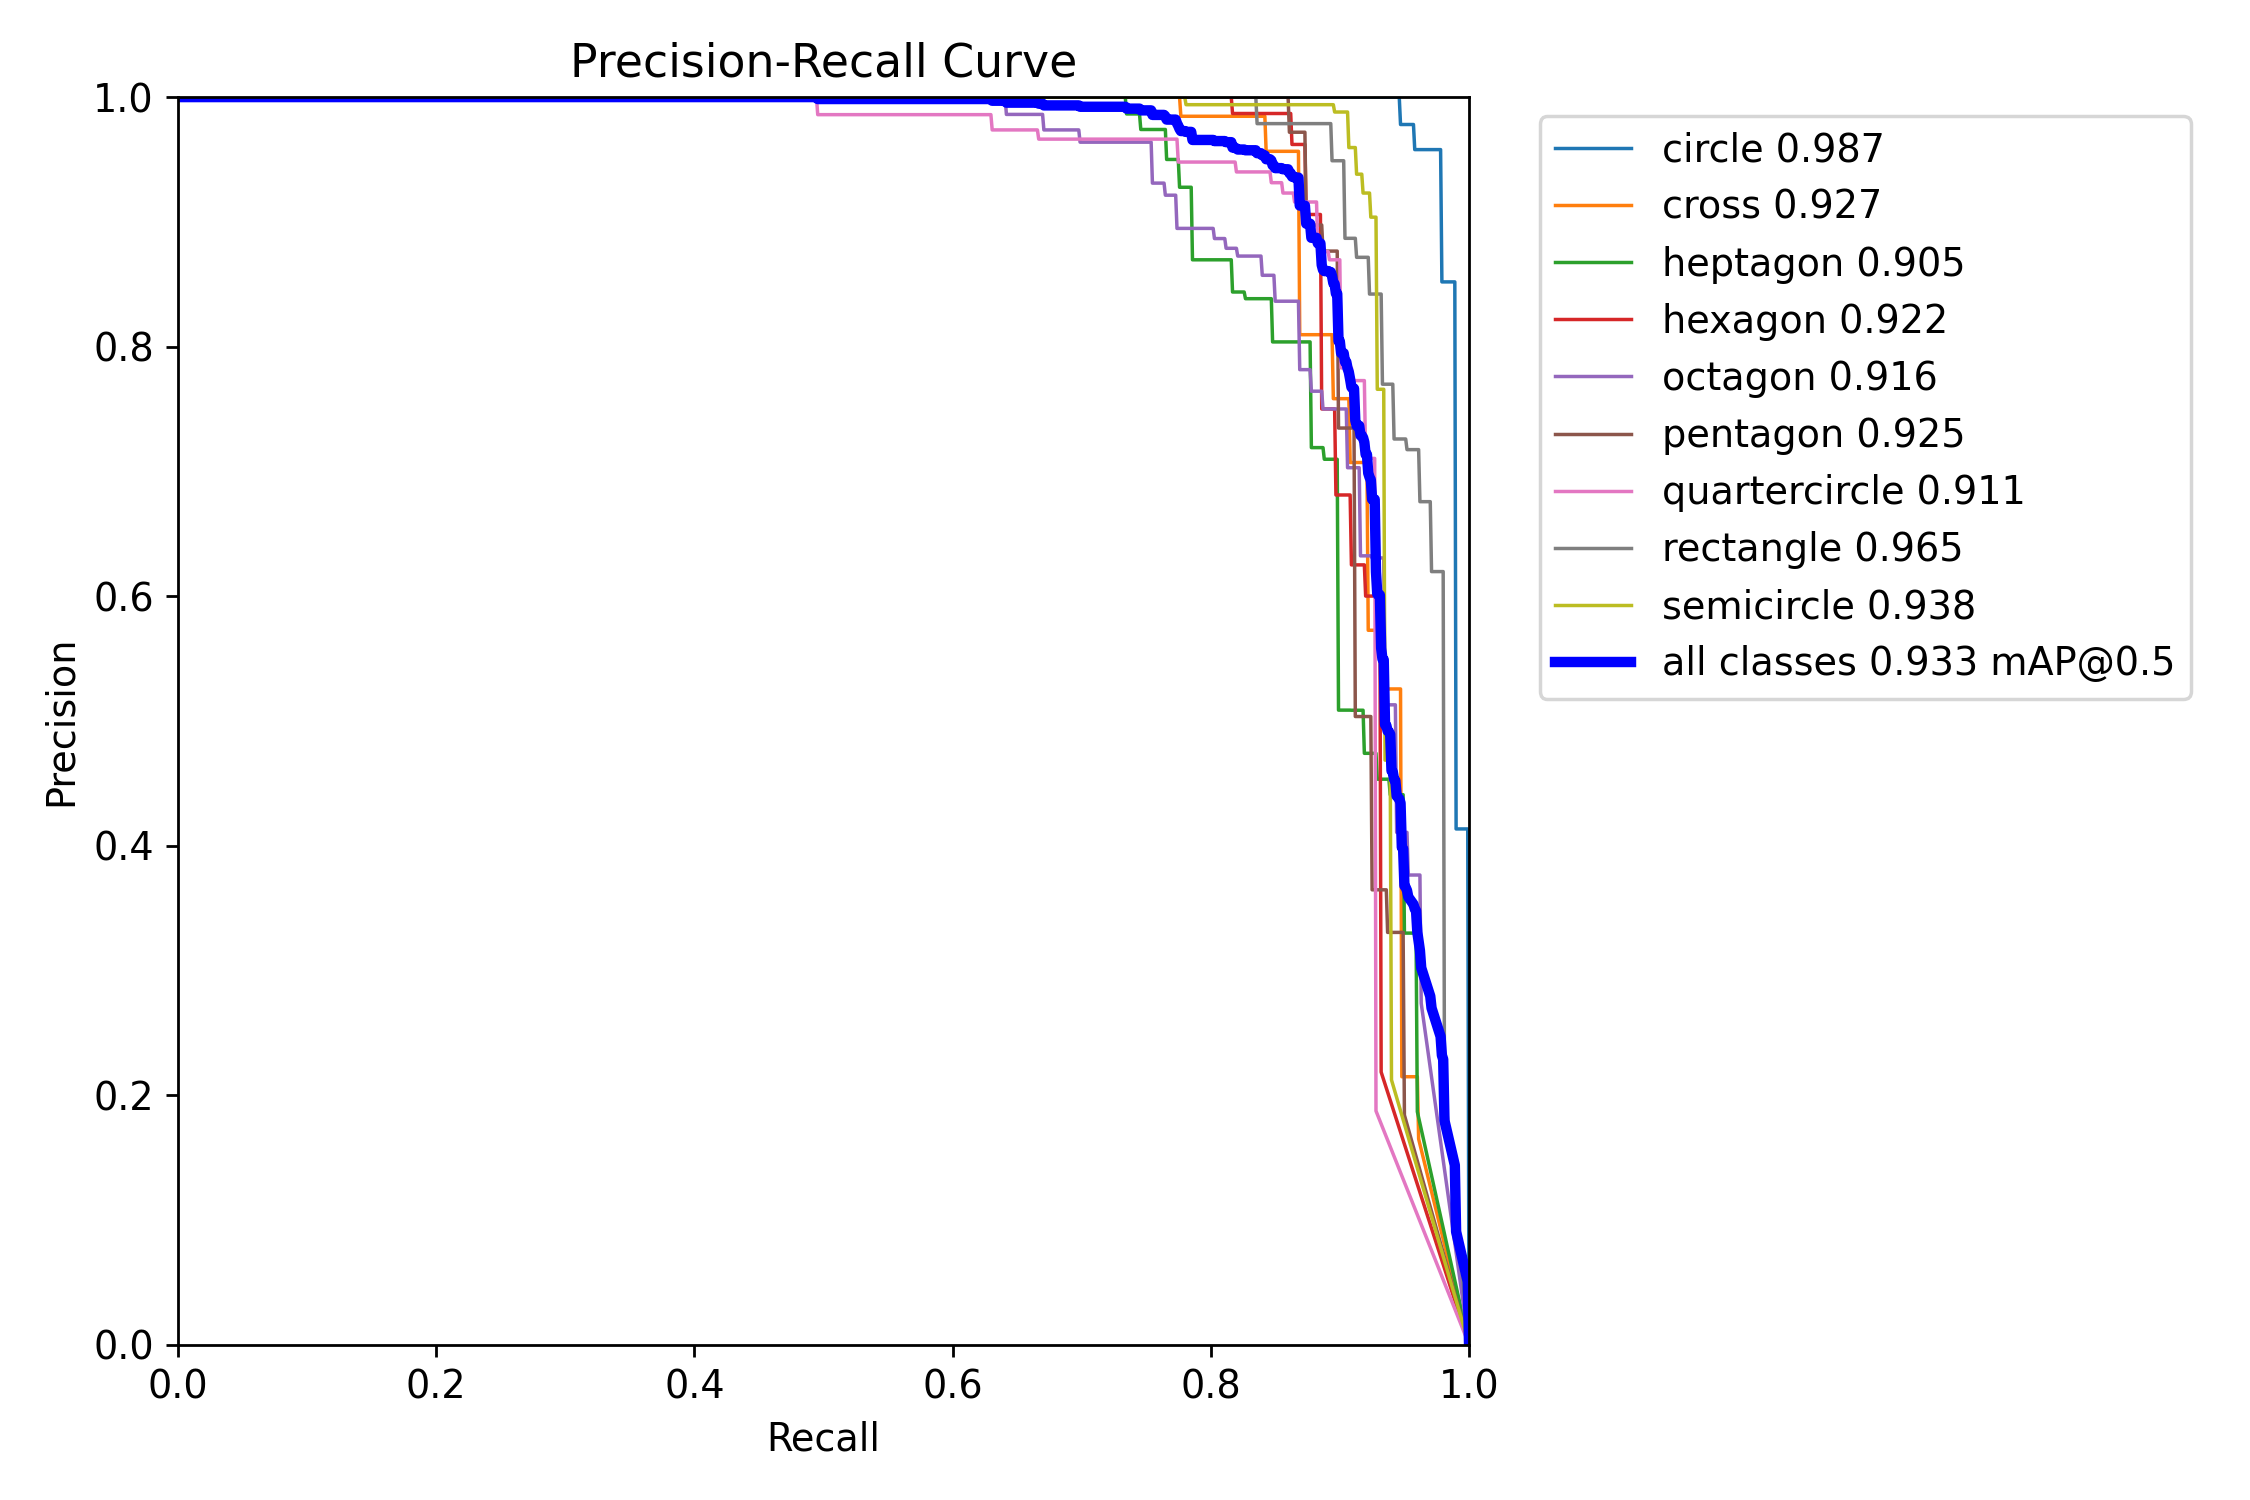 Precision-Recall Curve
1.0
0.8
0.6
0.4
0.2
0.0
Precision
0.0 0.2 0.4 0.6 0.8 1.0
Recall
circle 0.987
cross 0.927
heptagon 0.905
hexagon 0.922
octagon 0.916
pentagon 0.925
quartercircle 0.911
rectangle 0.965
semicircle 0.938
all classes 0.933 mAP@0.5